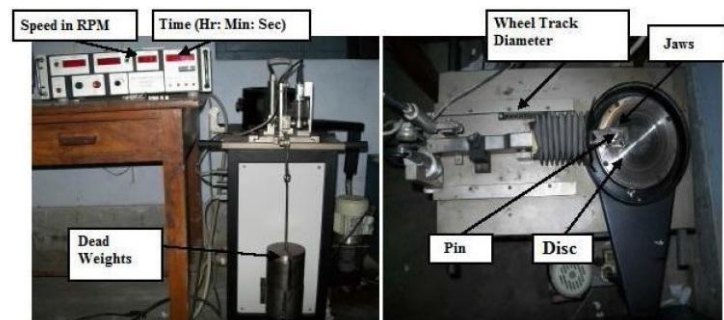 Speed in RPM
Time (Hr: Min: Sec)
Dead
Weights
Wheel Track
Diameter
Jaws
Pin
Disc